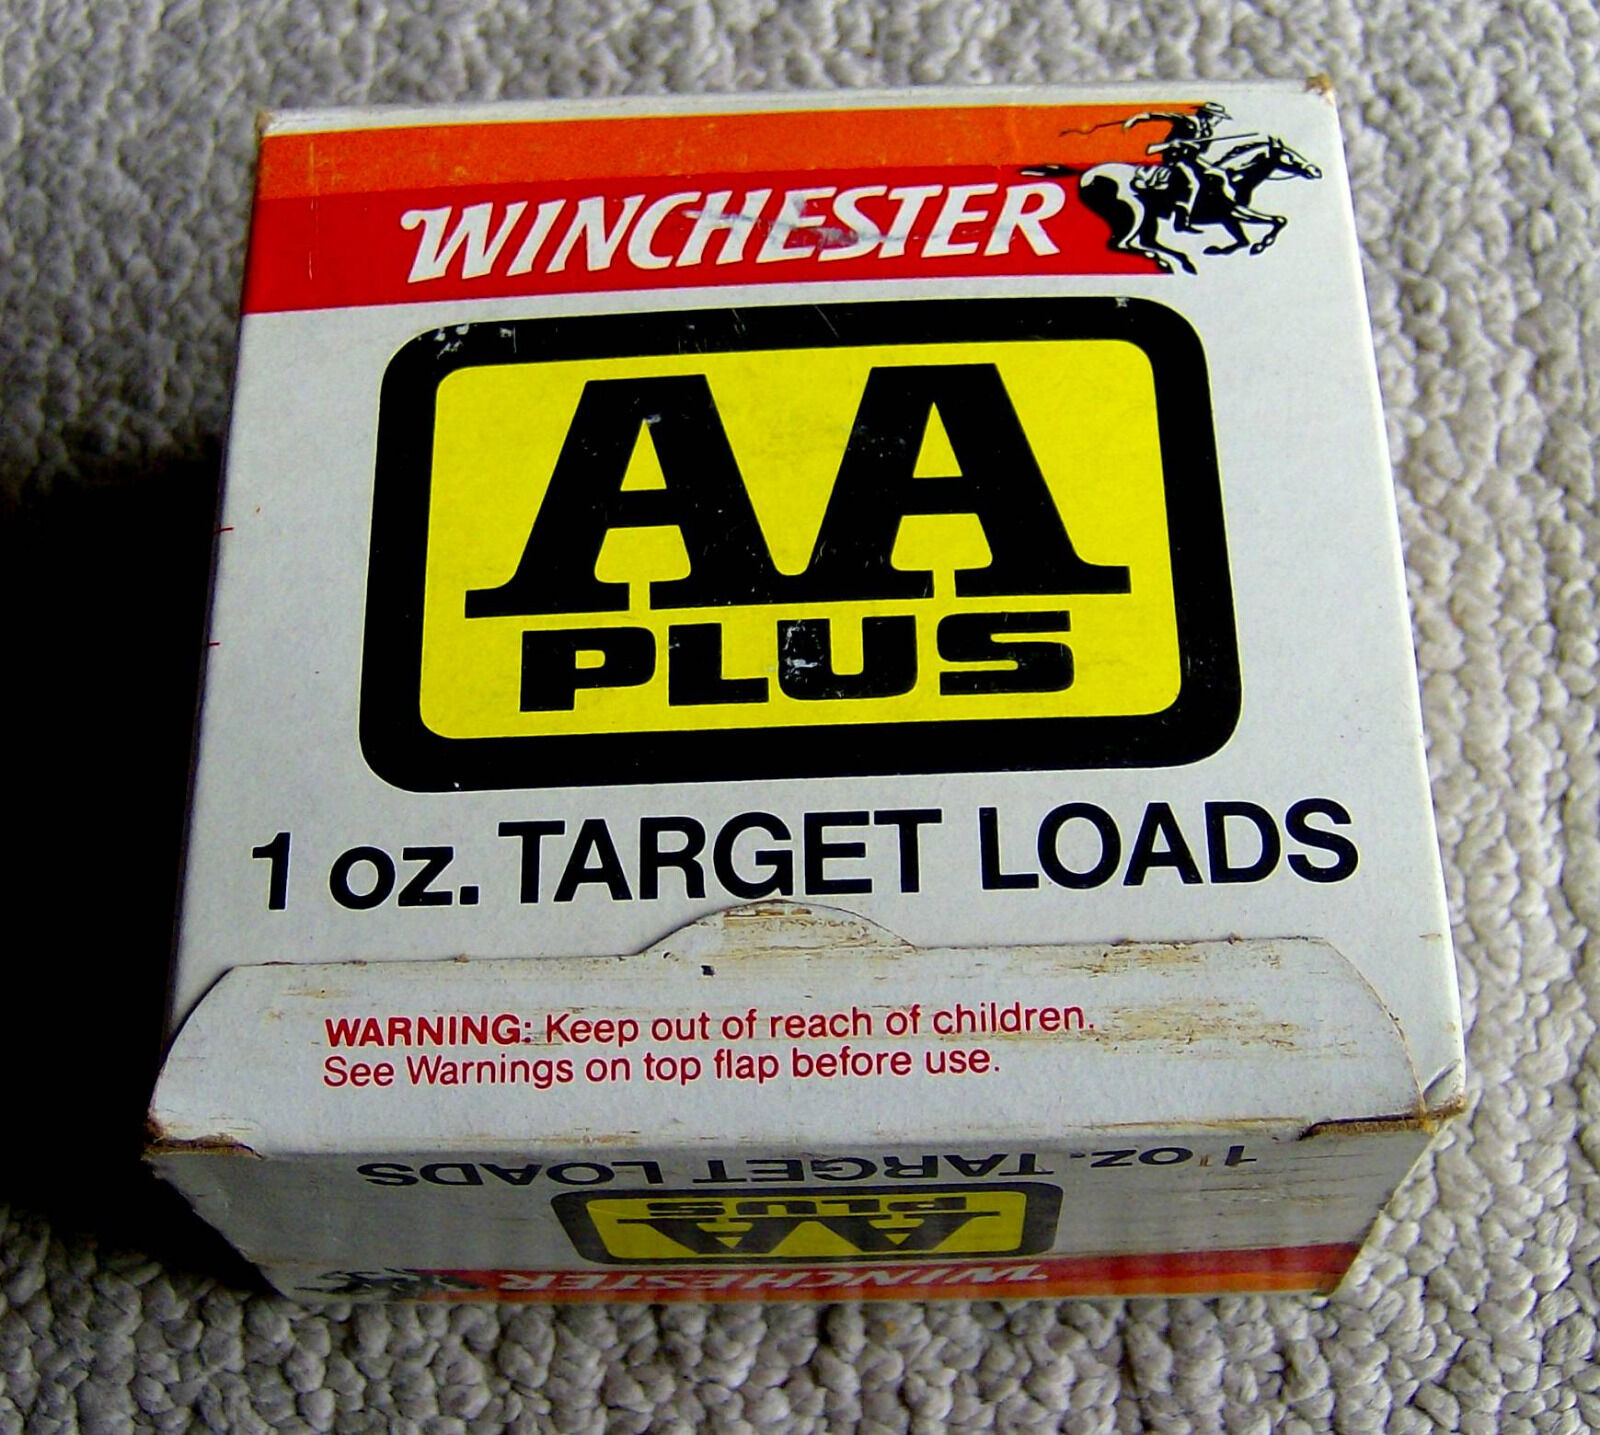 WINCHESTER
AA
PLUS
1 oz. TARGET LOADS
WARNING: Keep out of reach of children.
See Warnings on top flap before use.
1 oz. TARGET LOADS
AA
PLUS
WINCHESTER